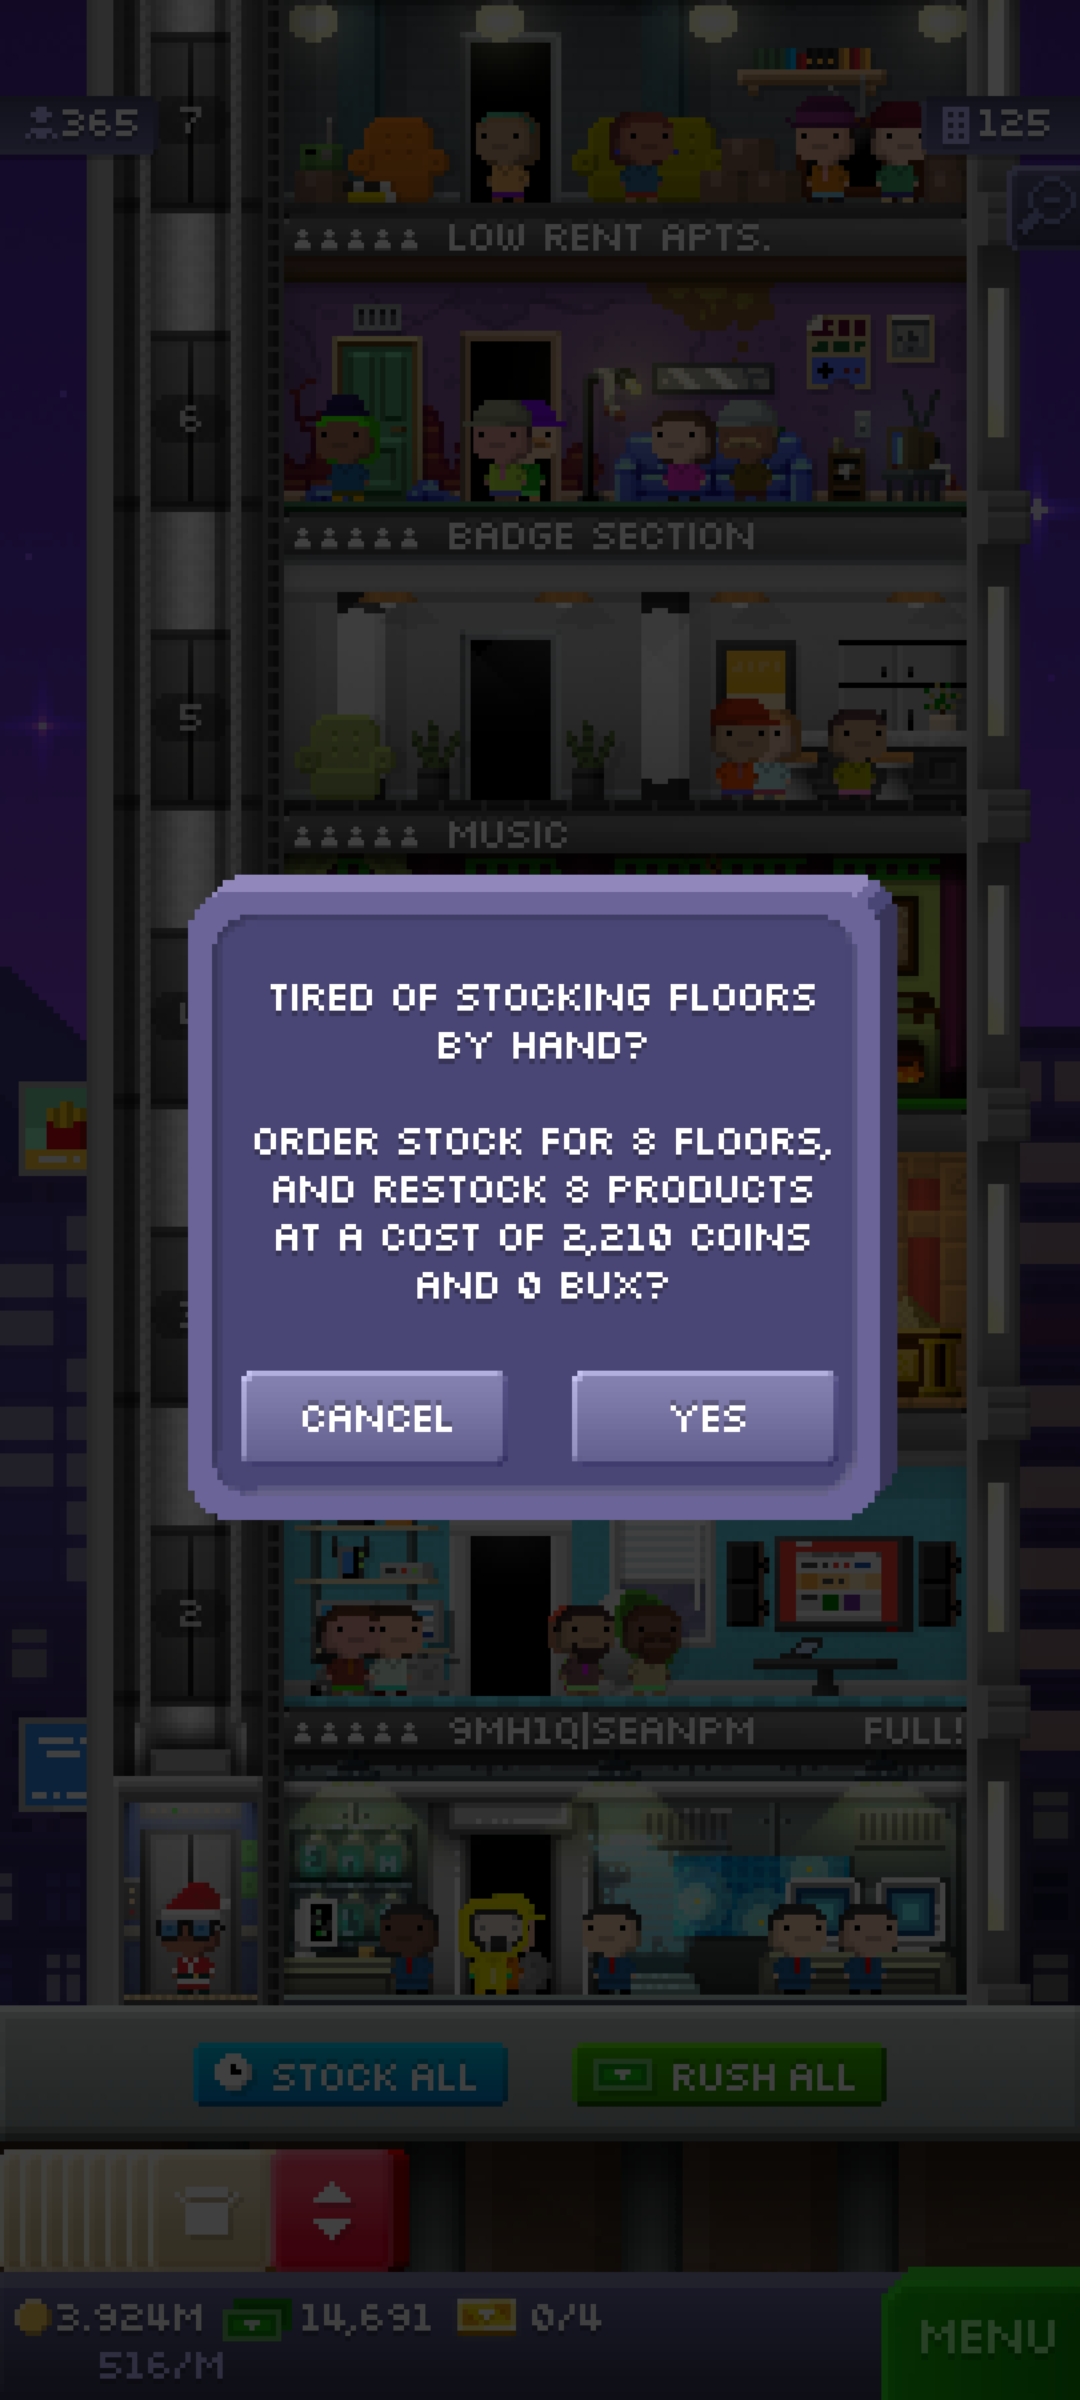 365
7
125
LOW RENT APTS.
6
BADGE SECTION
5
MUSIC
TIRED OF STOCKING FLOORS
BY HAND?
ORDER STOCK FOR 8 FLOORS,
AND RESTOCK 8 PRODUCTS
AT A COST OF 2,210 COINS
AND 0 BUX?
CANCEL
YES
2
9MH1Q|SEANPM
FULL!
STOCK ALL
RUSH ALL
3.924M
14,691
0/4
516/M
MENU